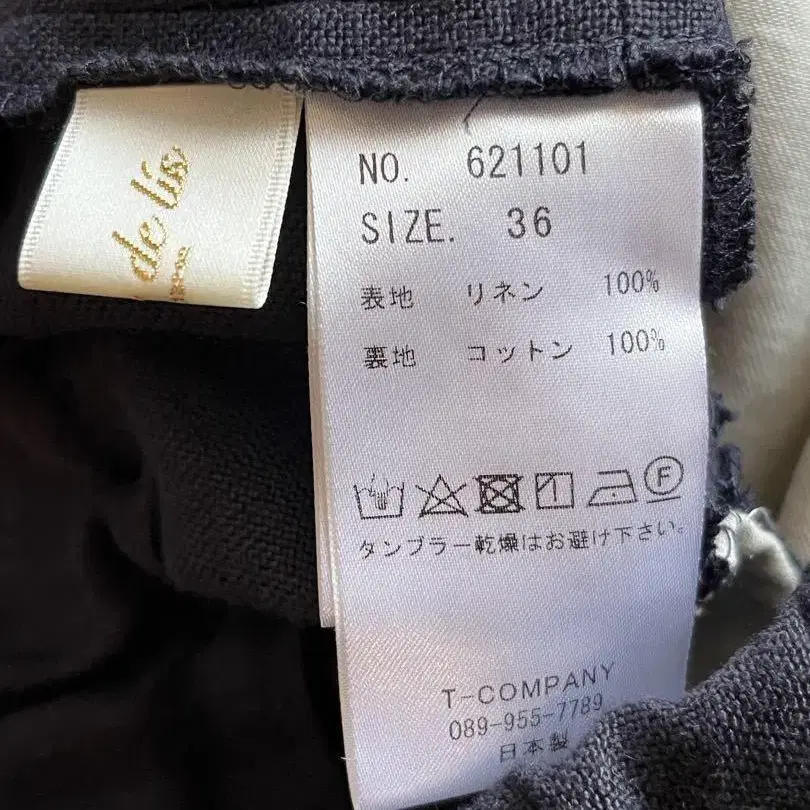 de lis
NO. 621101
SIZE. 36
表地 リネン 100%
裏地 コットン 100%
F
タンブラー乾燥はお避け下さい。
T-COMPANY
089-955-7789
日本製